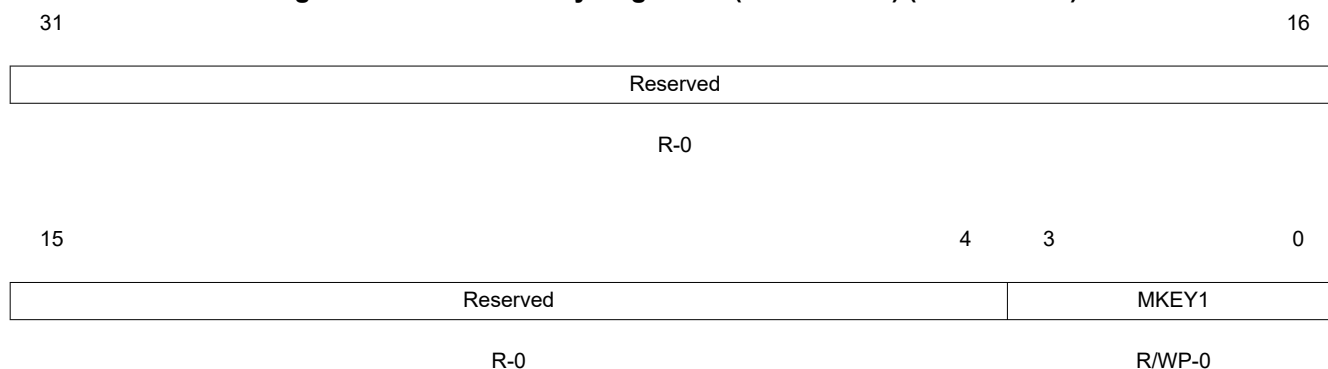 31 16
Reserved
R-0
15 4 3 0
Reserved MKEY1
R-0 R/WP-0